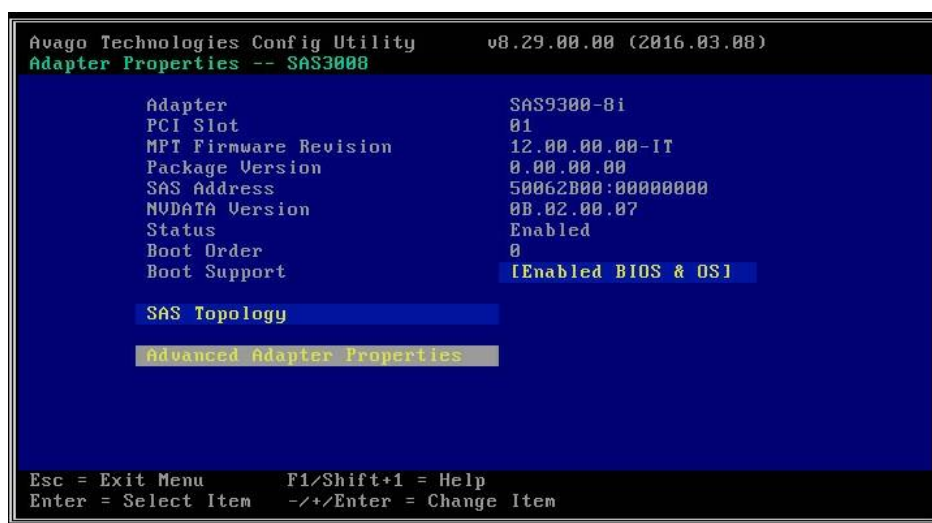 Avago Technologies Config Utility v8.29.00.00 (2016.03.08)
Adapter Properties -- SAS3008
Adapter SAS9300-8i
PCI Slot 01
MPT Firmware Revision 12.00.00.00-IT
Package Version 0.00.00.00
SAS Address 50062B00:00000000
NVDATA Version 0B.02.00.07
Status Enabled
Boot Order 0
Boot Support [Enabled BIOS & OS]
SAS Topology
Advanced Adapter Properties
Esc = Exit Menu F1/Shift+1 = Help
Enter = Select Item -/+/Enter = Change Item